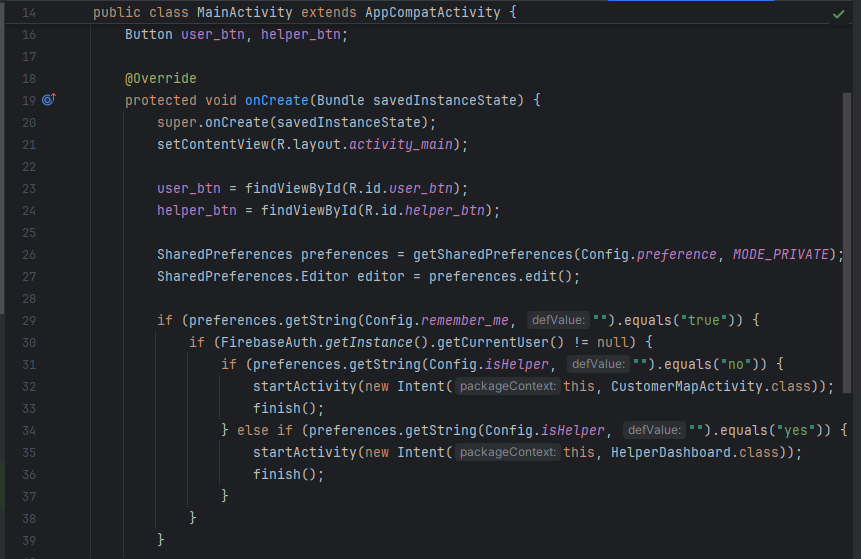 14 public class MainActivity extends AppCompatActivity {
16 Button user_btn, helper_btn;
17
18 @Override
19 protected void onCreate(Bundle savedInstanceState) {
20 super.onCreate(savedInstanceState);
21 setContentView(R.layout.activity_main);
22
23 user_btn = findViewById(R.id.user_btn);
24 helper_btn = findViewById(R.id.helper_btn);
25
26 SharedPreferences preferences = getSharedPreferences(Config.preference, MODE_PRIVATE);
27 SharedPreferences.Editor editor = preferences.edit();
28
29 if (preferences.getString(Config.remember_me, defValue: "").equals("true")) {
30 if (FirebaseAuth.getInstance().getCurrentUser() != null) {
31 if (preferences.getString(Config.isHelper, defValue: "").equals("no")) {
32 startActivity(new Intent( packageContext: this, CustomerMapActivity.class));
33 finish();
34 } else if (preferences.getString(Config.isHelper, defValue: "").equals("yes")) {
35 startActivity(new Intent( packageContext: this, HelperDashboard.class));
36 finish();
37 }
38 }
39 }